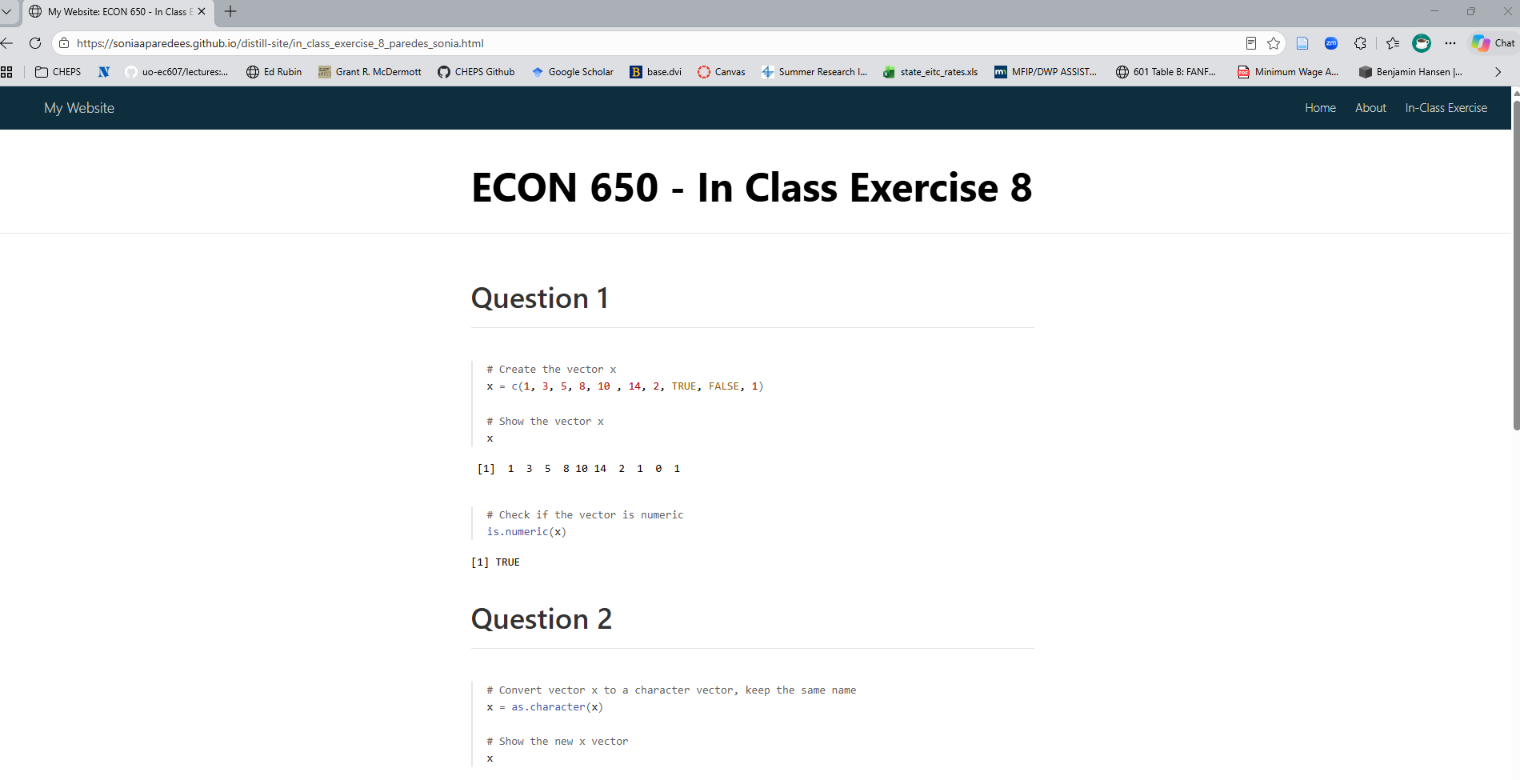 My Website: ECON 650 - In Class E
https://soniaaparedees.github.io/distill-site/in_class_exercise_8_paredes_sonia.html
zm
Chat
CHEPS
N
uo-ec607/lectures:...
Ed Rubin
Grant R. McDermott
CHEPS Github
Google Scholar
B base.dvi
Canvas
Summer Research I...
state_eitc_rates.xls
MFIP/DWP ASSIST...
601 Table B: FANF...
Minimum Wage A...
Benjamin Hansen |...
My Website
Home
About
In-Class Exercise
ECON 650 - In Class Exercise 8
Question 1
# Create the vector x
x = c(1, 3, 5, 8, 10 , 14, 2, TRUE, FALSE, 1)
# Show the vector x
x
[1]  1  3  5  8 10 14  2  1  0  1
# Check if the vector is numeric
is.numeric(x)
[1] TRUE
Question 2
# Convert vector x to a character vector, keep the same name
x = as.character(x)
# Show the new x vector
x